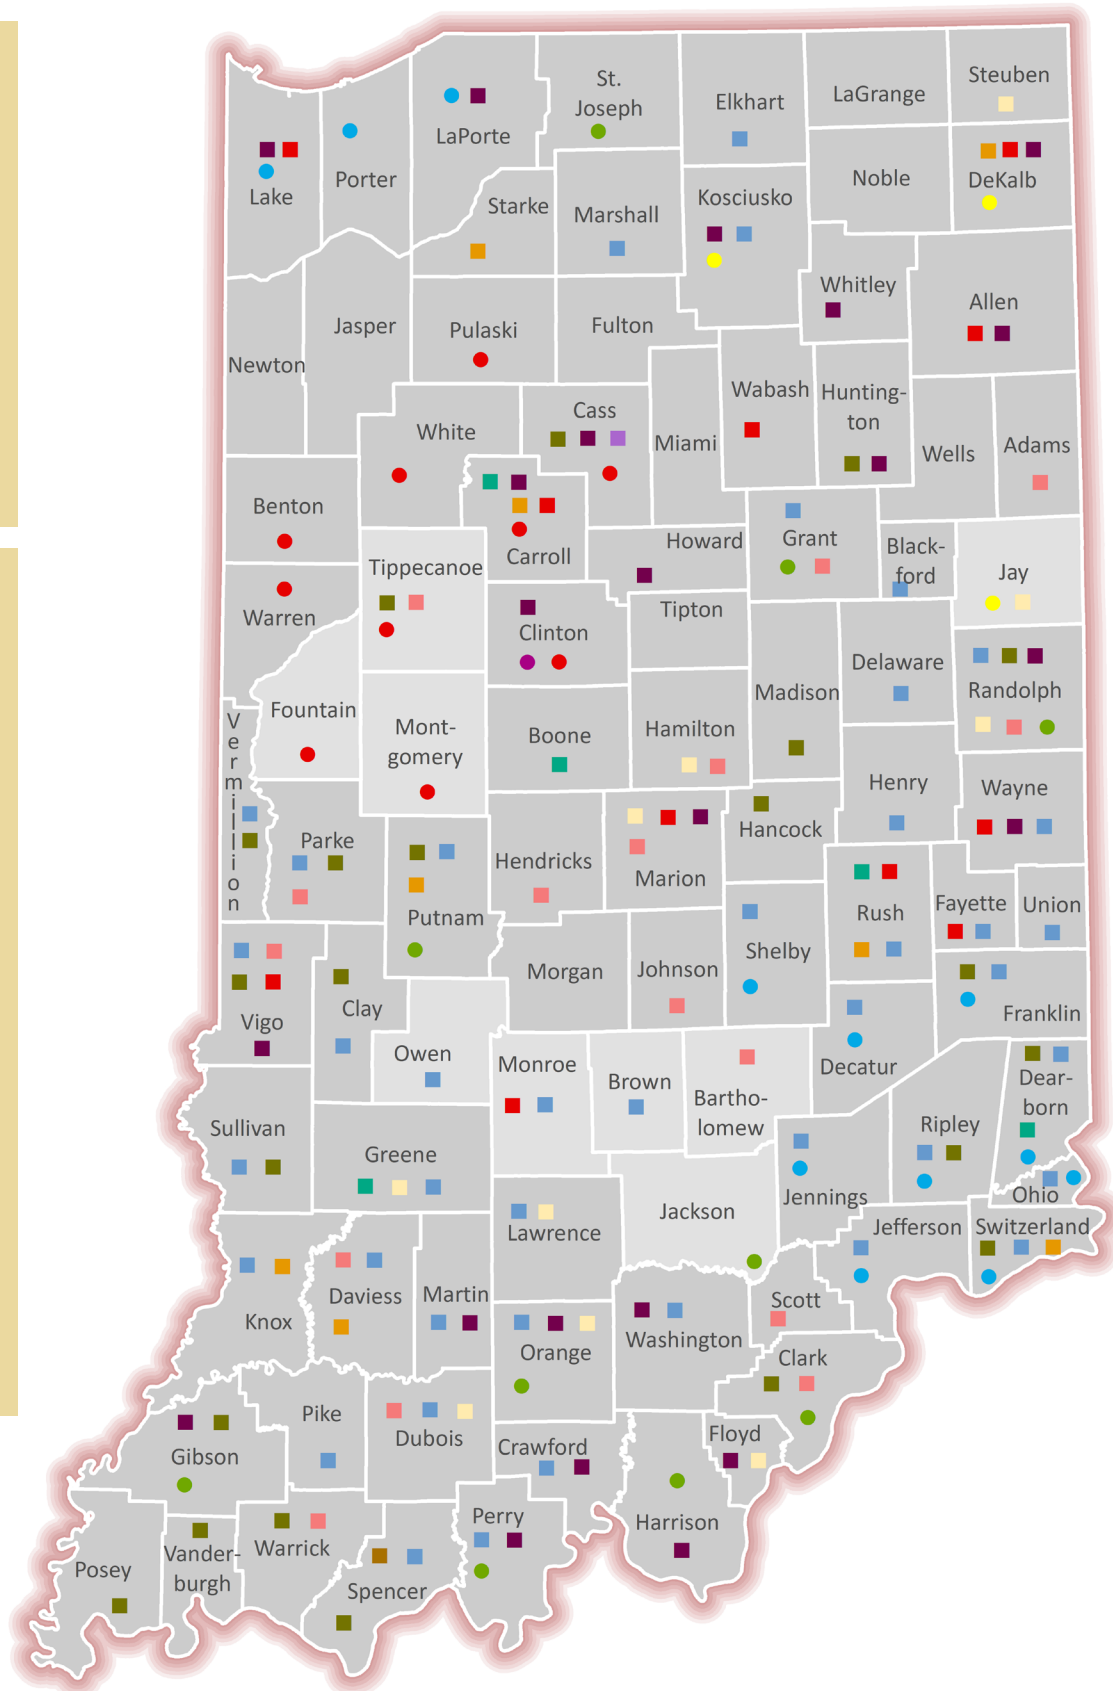 Steuben
St.
Joseph
Elkhart
LaGrange
LaPorte
Lake
Porter
Starke
Marshall
Kosciusko
Noble
DeKalb
Whitley
Allen
Newton
Jasper
Pulaski
Fulton
Wabash
Hunting-
ton
White
Cass
Miami
Wells
Adams
Benton
Carroll
Howard
Grant
Black-
ford
Jay
Tippecanoe
Warren
Clinton
Tipton
Delaware
Randolph
Fountain
Mont-
gomery
Boone
Hamilton
Madison
Henry
Wayne
V
e
r
m
i
l
l
i
o
n
Parke
Putnam
Hendricks
Marion
Hancock
Rush
Fayette
Union
Shelby
Morgan
Johnson
Vigo
Clay
Owen
Franklin
Decatur
Monroe
Brown
Bartho-
lomew
Dear-
born
Ripley
Sullivan
Greene
Jennings
Ohio
Lawrence
Jackson
Jefferson
Switzerland
Knox
Daviess
Martin
Orange
Washington
Scott
Clark
Pike
Dubois
Crawford
Floyd
Gibson
Perry
Harrison
Posey
Vander-
burgh
Warrick
Spencer